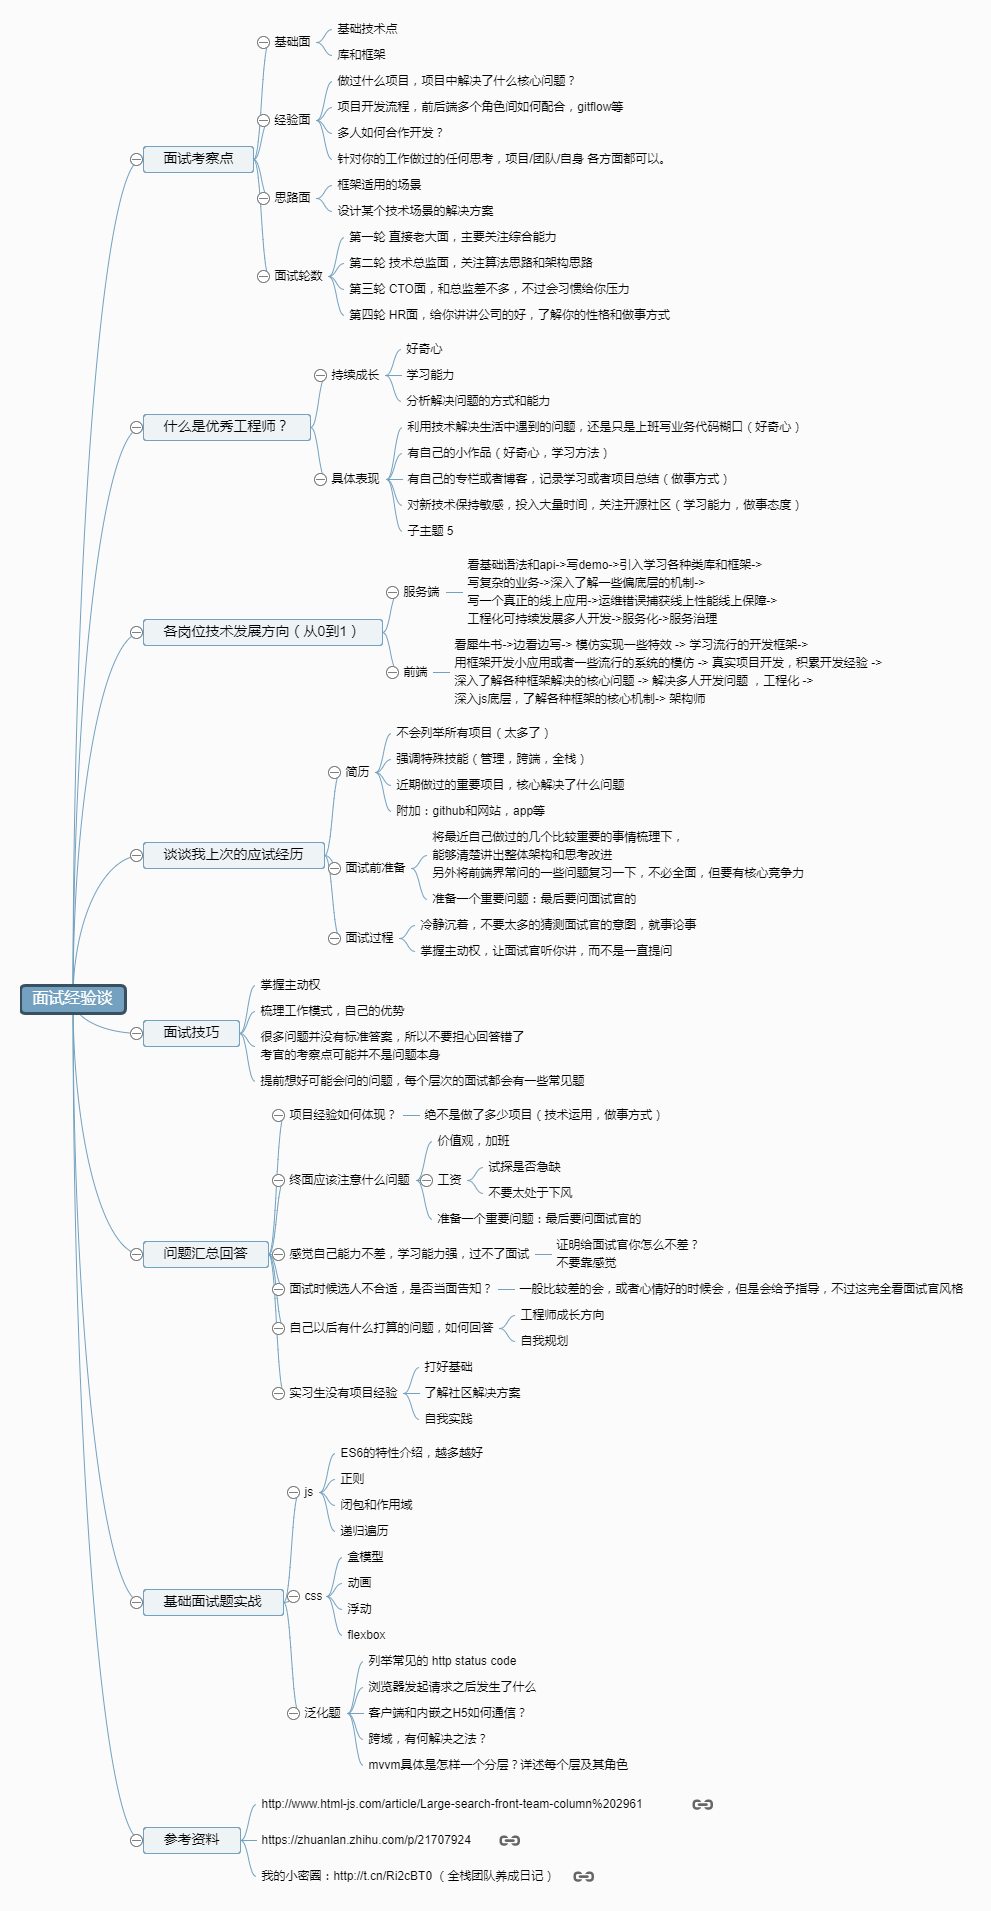 面试经验谈
面试考察点
基础面
基础技术点
库和框架
经验面
做过什么项目，项目中解决了什么核心问题？
项目开发流程，前后端多个角色间如何配合，gitflow等
多人如何合作开发？
针对你的工作做过的任何思考，项目/团队/自身 各方面都可以。
思路面
框架适用的场景
设计某个技术场景的解决方案
面试轮数
第一轮 直接老大面，主要关注综合能力
第二轮 技术总监面，关注算法思路和架构思路
第三轮 CTO面，和总监差不多，不过会习惯给你压力
第四轮 HR面，给你讲讲公司的好，了解你的性格和做事方式
什么是优秀工程师？
持续成长
好奇心
学习能力
分析解决问题的方式和能力
具体表现
利用技术解决生活中遇到的问题，还是只是上班写业务代码糊口（好奇心）
有自己的小作品（好奇心，学习方法）
有自己的专栏或者博客，记录学习或者项目总结（做事方式）
对新技术保持敏感，投入大量时间，关注开源社区（学习能力，做事态度）
子主题 5
各岗位技术发展方向（从0到1）
服务端
看基础语法和api->写demo->引入学习各种类库和框架->
写复杂的业务->深入了解一些偏底层的机制->
写一个真正的线上应用->运维错误捕获线上性能线上保障->
工程化可持续发展多人开发->服务化->服务治理
前端
看犀牛书->边看边写-> 模仿实现一些特效 -> 学习流行的开发框架->
用框架开发小应用或者一些流行的系统的模仿 -> 真实项目开发，积累开发经验 ->
深入了解各种框架解决的核心问题 -> 解决多人开发问题 ，工程化 ->
深入js底层，了解各种框架的核心机制-> 架构师
谈谈我上次的应试经历
简历
不会列举所有项目（太多了）
强调特殊技能（管理，跨端，全栈）
近期做过的重要项目，核心解决了什么问题
附加：github和网站，app等
面试前准备
将最近自己做过的几个比较重要的事情梳理下，
能够清楚讲出整体架构和思考改进
另外将前端界常问的一些问题复习一下，不必全面，但要有核心竞争力
准备一个重要问题：最后要问面试官的
面试过程
冷静沉着，不要太多的猜测面试官的意图，就事论事
掌握主动权，让面试官听你讲，而不是一直提问
面试技巧
掌握主动权
梳理工作模式，自己的优势
很多问题并没有标准答案，所以不要担心回答错了
考官的考察点可能并不是问题本身
提前想好可能会问的问题，每个层次的面试都会有一些常见题
问题汇总回答
项目经验如何体现？
绝不是做了多少项目（技术运用，做事方式）
终面应该注意什么问题
价值观，加班
工资
试探是否急缺
不要太处于下风
准备一个重要问题：最后要问面试官的
感觉自己能力不差，学习能力强，过不了面试
证明给面试官你怎么不差？
不要靠感觉
面试时候选人不合适，是否当面告知？
一般比较差的会，或者心情好的时候会，但是会给予指导，不过这完全看面试官风格
自己以后有什么打算的问题，如何回答
工程师成长方向
自我规划
实习生没有项目经验
打好基础
了解社区解决方案
自我实践
基础面试题实战
js
ES6的特性介绍，越多越好
正则
闭包和作用域
递归遍历
css
盒模型
动画
浮动
flexbox
泛化题
列举常见的 http status code
浏览器发起请求之后发生了什么
客户端和内嵌之H5如何通信？
跨域，有何解决之法？
mvvm具体是怎样一个分层？详述每个层及其角色
参考资料
http://www.html-js.com/article/Large-search-front-team-column%202961
https://zhuanlan.zhihu.com/p/21707924
我的小密圈：http://t.cn/Ri2cBT0 （全栈团队养成日记）